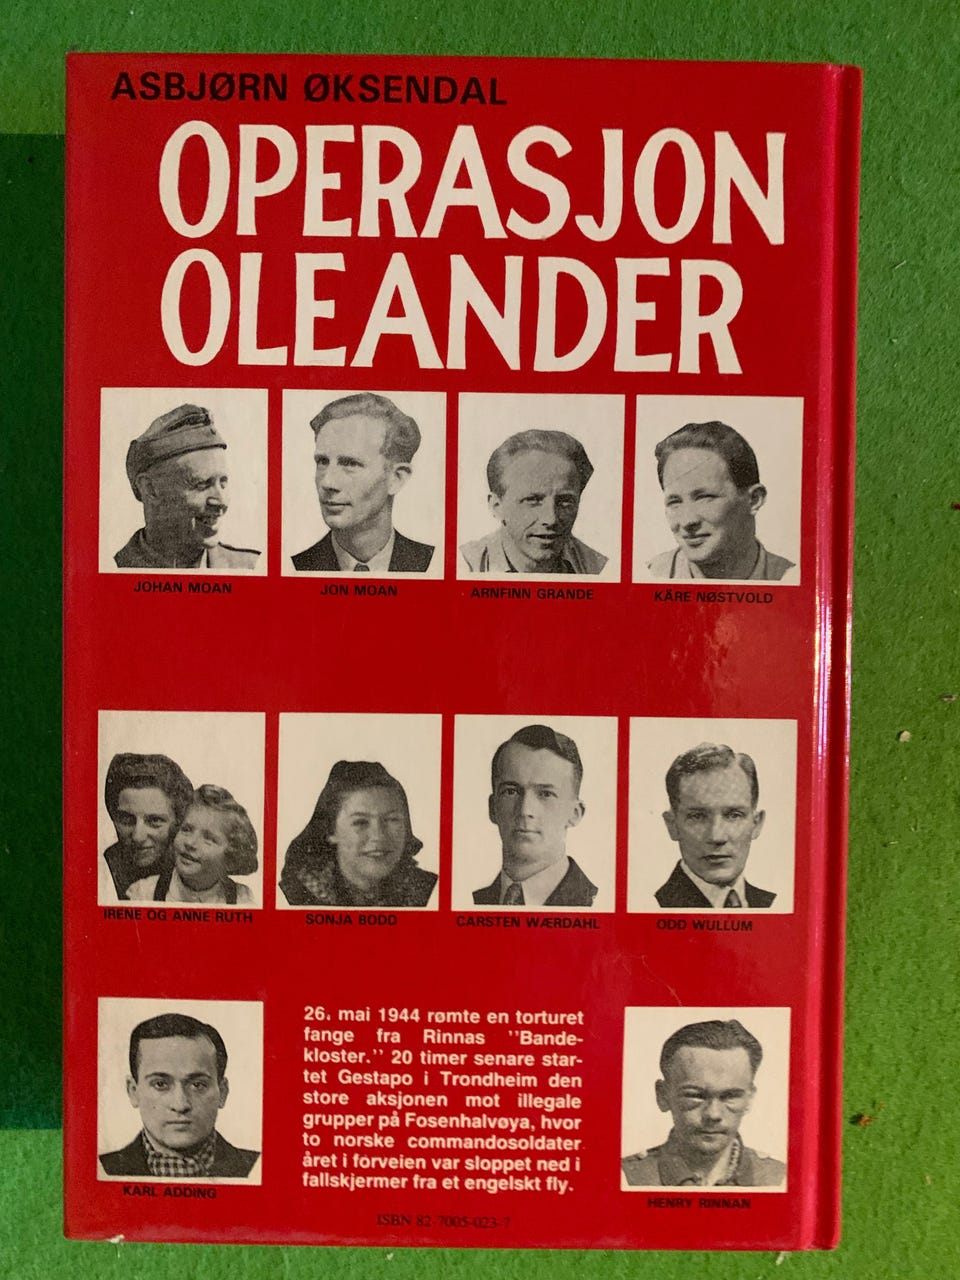 ASBJØRN ØKSENDAL
OPERASJON
OLEANDER
JOHAN MOAN
JON MOAN
ARNFINN GRANDE
KÅRE NØSTVOLD
IRENE OG ANNE RUTH
SONJA BODD
CARSTEN WÆRDAHL
ODD WULLUM
KARL ADDING
26. mai 1944 rømte en torturet
fange fra Rinnas "Bande-
kloster." 20 timer senare star-
tet Gestapo i Trondheim den
store aksjonen mot illegale
grupper på Fosenhalvøya, hvor
to norske commandosoldater
året i forveien var sloppet ned i
fallskjermer fra et engelskt fly.
HENRY RINNAN
ISBN 82-7005-023-7